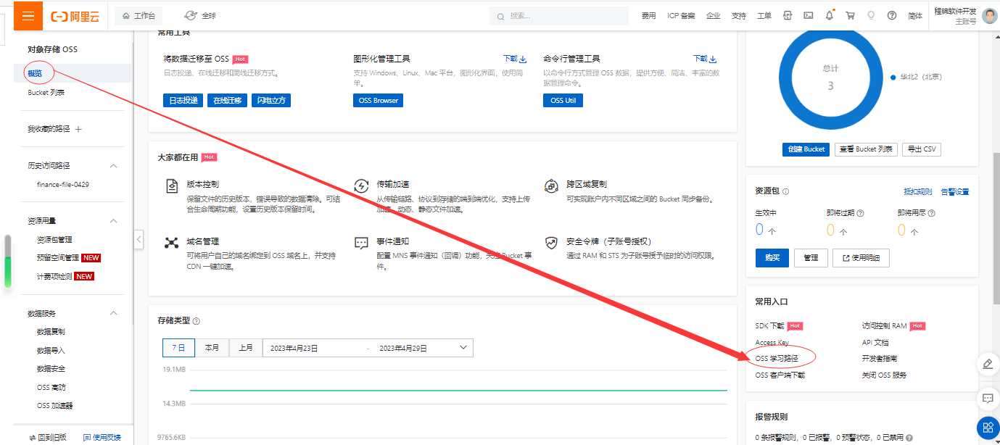 阿里云
工作台
全球
搜索...
费用
ICP 备案
企业
支持
工单
简体
程锦软件开发
主账号
对象存储 OSS
概览
Bucket 列表
我收藏的路径
历史访问路径
finance-file-0429
资源用量
资源包管理
预留空间管理 NEW
计费项检测 NEW
数据服务
数据复制
数据导入
数据安全
OSS 高防
OSS 加速器
回到旧版
使用反馈
常用工具
将数据迁移至 OSS Hot
日志投递、在线迁移和离线迁移方式。
日志投递
在线迁移
闪电立方
图形化管理工具
下载
支持 Windows、Linux、Mac 平台，图形化界面，使用简
单。
OSS Browser
命令行管理工具
下载
以命令行方式管理 OSS 数据，提供方便、简洁、丰富的数
据管理命令。
OSS Util
大家都在用 Hot
版本控制
保留文件的历史版本，错误导致的数据清除。可结
合生命周期功能，设置历史版本保留时间。
传输加速
从传输链路、协议到存储的端到端优化，支持上传
加速、动态、静态文件加速。
跨区域复制
可实现账户内不同区域之间的 Bucket 同步备份。
域名管理
可将用户自己的域名绑定到 OSS 域名上，并支持
CDN 一键加速。
事件通知
配置 MNS 事件通知（回调）功能，关注 Bucket 事
件。
安全令牌（子账号授权）
通过 RAM 和 STS 为子账号授予临时的访问权限。
存储类型
7 日
本月
上月
2023年4月23日
-
2023年4月29日
19.1MB
14.3MB
9765.6KB
总计
3
华北2（北京）
创建 Bucket
查看 Bucket 列表
导出 CSV
资源包
抵扣规则
告警设置
生效中
即将过期
即将用尽
0 个
0 个
0 个
购买
管理
使用明细
常用入口
SDK 下载 Hot
访问控制 RAM Hot
Access Key
API 文档
OSS 学习路径
开发者指南
OSS 客户端下载
关闭 OSS 服务
报警规则
0 条报警规则，0 已报警，0 预警状态，0 已禁用